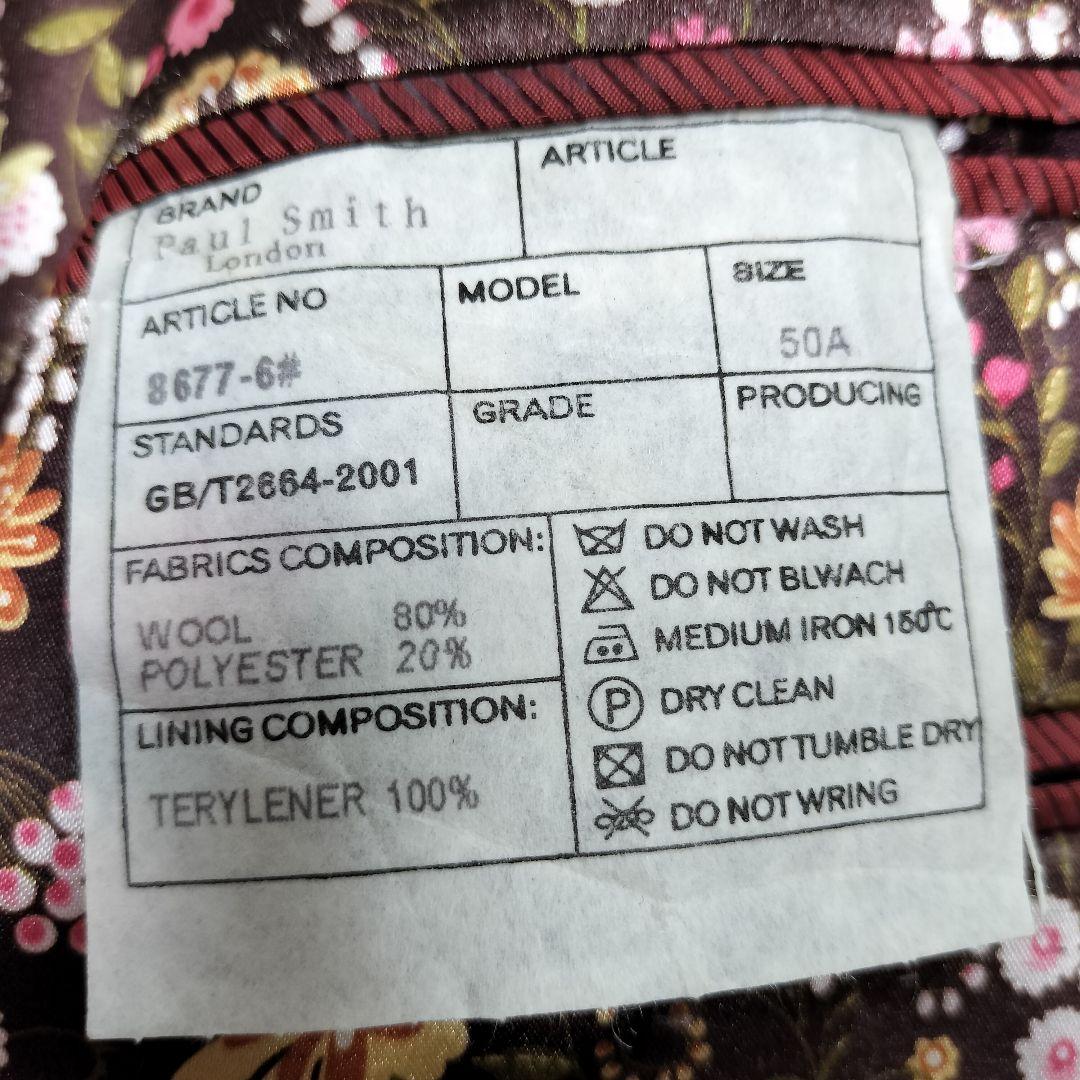 BRAND
Paul Smith
London
ARTICLE
ARTICLE NO
8677-6#
MODEL
SIZE
50A
STANDARDS
GB/T2664-2001
GRADE
PRODUCING
FABRICS COMPOSITION:
WOOL 80%
POLYESTER 20%
LINING COMPOSITION:
TERYLENER 100%
DO NOT WASH
DO NOT BLWACH
MEDIUM IRON 150℃
P DRY CLEAN
DO NOT TUMBLE DRY
DO NOT WRING